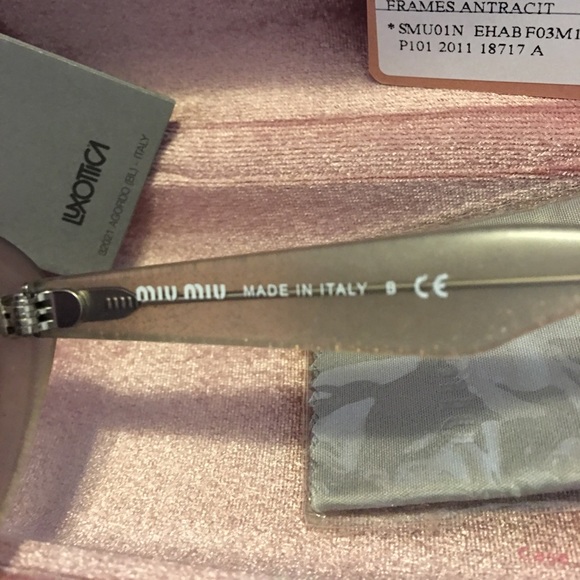 FRAMES ANTRACIT
*SMU01N EHAB F03M1
P101 2011 18717 A
LUXOTTICA
32021 AGORDO (BL) - ITALY
MIU MIU MADE IN ITALY B CE